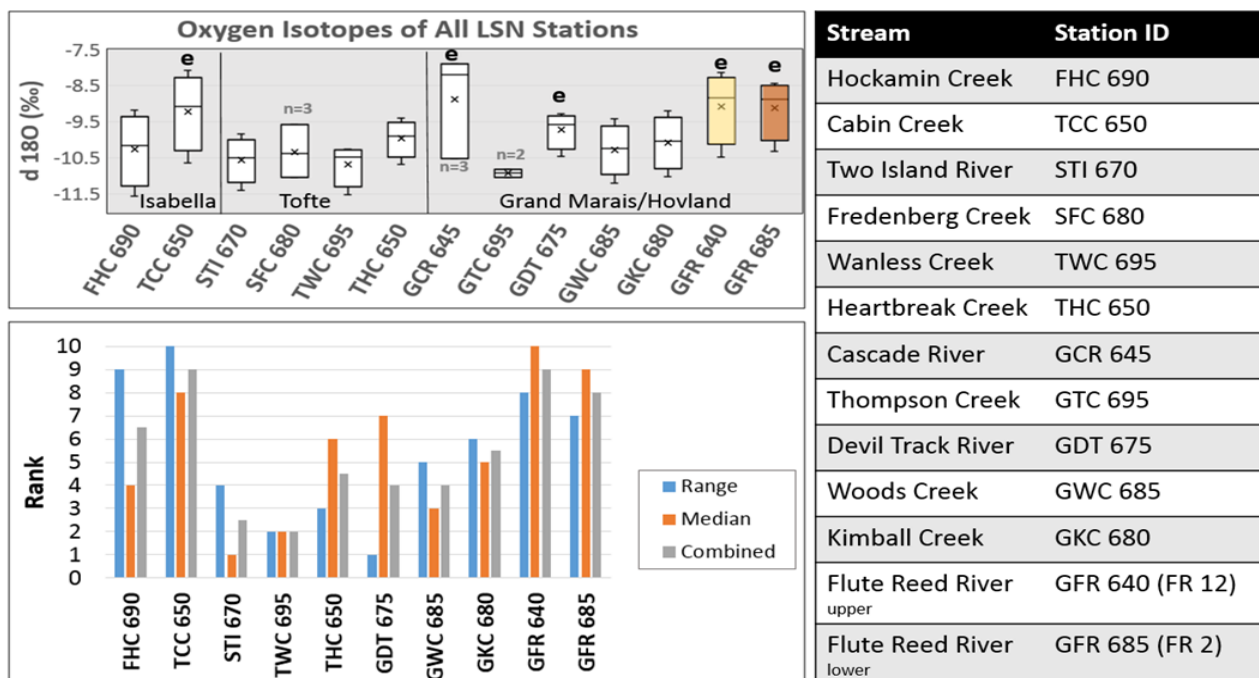 Oxygen Isotopes of All LSN Stations
d 18O (‰)
-7.5
-8.5
-9.5
-10.5
-11.5
e
n=3
e
n=3
n=2
e
e
e
Isabella
Tofte
Grand Marais/Hovland
FHC 690
TCC 650
STI 670
SFC 680
TWC 695
THC 650
GCR 645
GTC 695
GDT 675
GWC 685
GKC 680
GFR 640
GFR 685
Rank
10
9
8
7
6
5
4
3
2
1
0
FHC 690
TCC 650
STI 670
TWC 695
THC 650
GDT 675
GWC 685
GKC 680
GFR 640
GFR 685
Range
Median
Combined
Stream Station ID
Hockamin Creek FHC 690
Cabin Creek TCC 650
Two Island River STI 670
Fredenberg Creek SFC 680
Wanless Creek TWC 695
Heartbreak Creek THC 650
Cascade River GCR 645
Thompson Creek GTC 695
Devil Track River GDT 675
Woods Creek GWC 685
Kimball Creek GKC 680
Flute Reed River GFR 640 (FR 12)
upper
Flute Reed River GFR 685 (FR 2)
lower